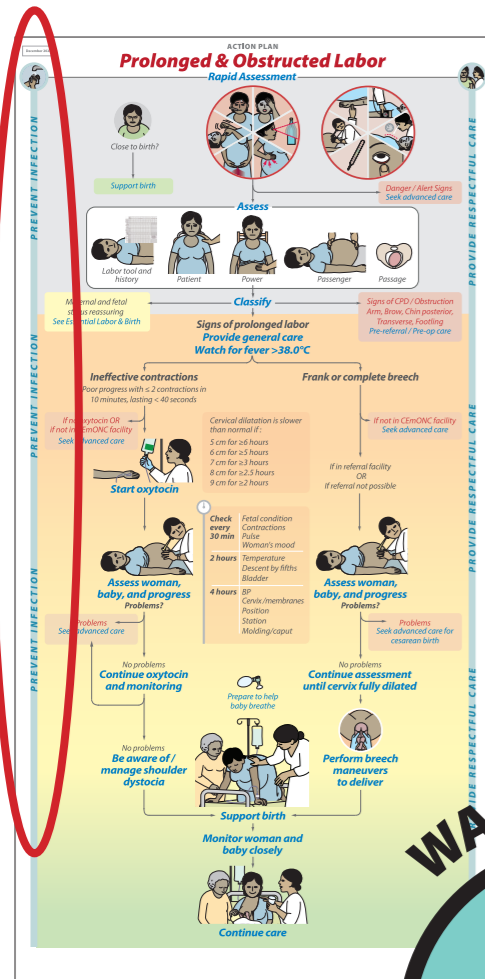 ACTION PLAN
Prolonged & Obstructed Labor
Rapid Assessment
PREVENT INFECTION
PROVIDE RESPECTFUL CARE
Close to birth?
Support birth
Danger / Alert Signs
Seek advanced care
Assess
Labor tool and
history
Patient
Power
Passenger
Passage
Maternal and fetal
status reassuring
See Essential Labor & Birth
Classify
Signs of CPD / Obstruction
Arm, Brow, Chin posterior,
Transverse, Footling
Pre-referral / Pre-op care
Signs of prolonged labor
Provide general care
Watch for fever >38.0°C
PREVENT INFECTION
PROVIDE RESPECTFUL CARE
Ineffective contractions
Poor progress with ≤ 2 contractions in
10 minutes, lasting < 40 seconds
Frank or complete breech
If no oxytocin OR
if not in CEmONC facility
Seek advanced care
Cervical dilatation is slower
than normal if :
5 cm for ≥6 hours
6 cm for ≥5 hours
7 cm for ≥3 hours
8 cm for ≥2.5 hours
9 cm for ≥2 hours
If not in CEmONC facility
Seek advanced care
If in referral facility
OR
If referral not possible
Start oxytocin
Check
every
30 min
Fetal condition
Contractions
Pulse
Woman's mood
2 hours
Temperature
Descent by fifths
Bladder
4 hours
BP
Cervix/membranes
Position
Station
Molding/caput
Assess woman,
baby, and progress
Problems?
Assess woman,
baby, and progress
Problems?
PREVENT INFECTION
PROVIDE RESPECTFUL CARE
Problems
Seek advanced care
Problems
Seek advanced care for
cesarean birth
No problems
Continue oxytocin
and monitoring
No problems
Continue assessment
until cervix fully dilated
Prepare to help
baby breathe
No problems
Be aware of /
manage shoulder
dystocia
Perform breech
maneuvers
to deliver
Support birth
Monitor woman and
baby closely
Continue care
WA